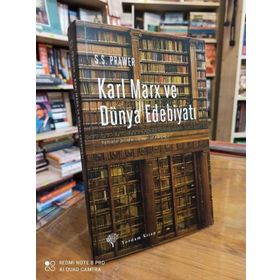 S.S. PRAWER
Karl Marx ve
Dünya Edebiyatı
Yordam Kitap
REDMI NOTE 8 PRO
AI QUAD CAMERA